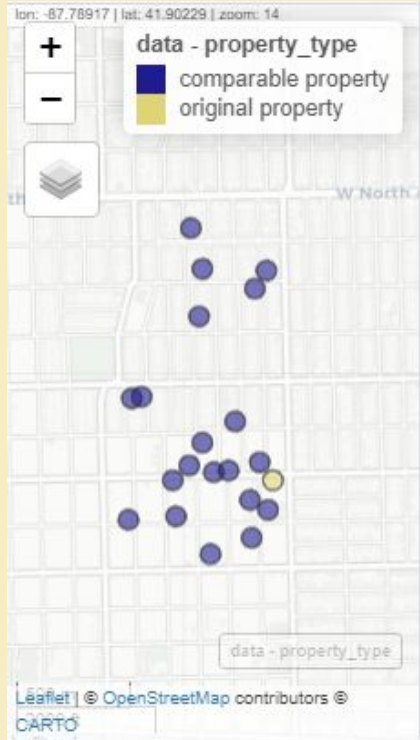 lon: -87.78917 | lat: 41.90229 | zoom: 14
+
−
data - property_type
comparable property
original property
W North
data - property_type
Leaflet | © OpenStreetMap contributors ©
CARTO